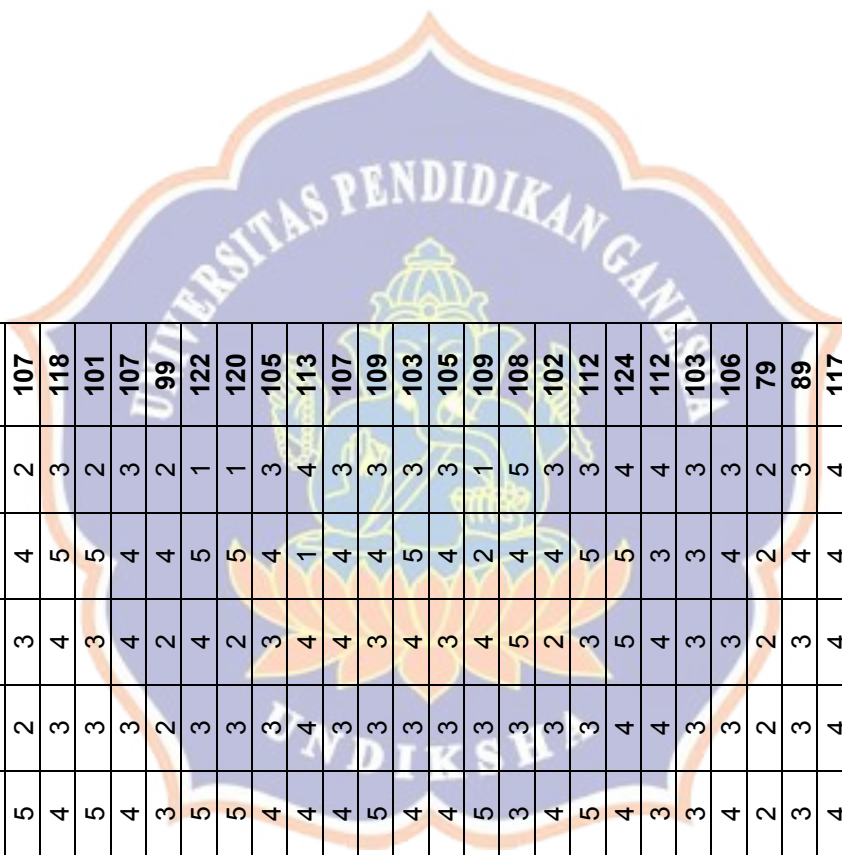 UNIVERSITAS PENDIDIKAN GANESHA
UNDIKSHA
107 118 101 107 99 122 120 105 113 107 109 103 105 109 108 102 112 124 112 103 106 79 89 117
2 3 2 3 2 1 1 3 4 3 3 3 3 1 5 3 3 4 4 3 3 2 3 4
4 5 5 4 4 5 5 4 1 4 4 5 4 2 4 4 5 5 3 3 4 2 4 4
3 4 3 4 2 4 2 3 4 4 3 4 3 4 5 2 3 5 4 3 3 2 3 4
2 3 3 3 2 3 3 3 4 3 3 3 3 3 3 3 3 4 4 3 3 2 3 4
5 4 5 4 3 5 5 4 4 4 5 4 4 5 3 4 5 4 3 3 4 2 3 4